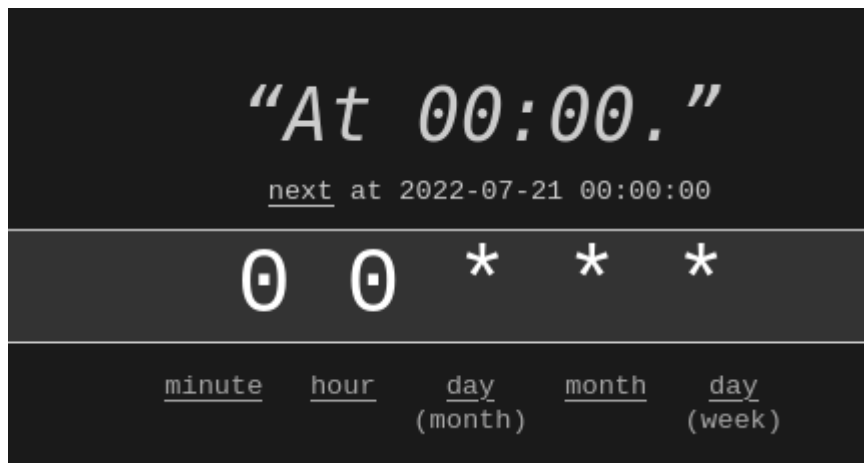 “At 00:00.”
next at 2022-07-21 00:00:00
0 0 * * *
minute hour day month day
(month) (week)